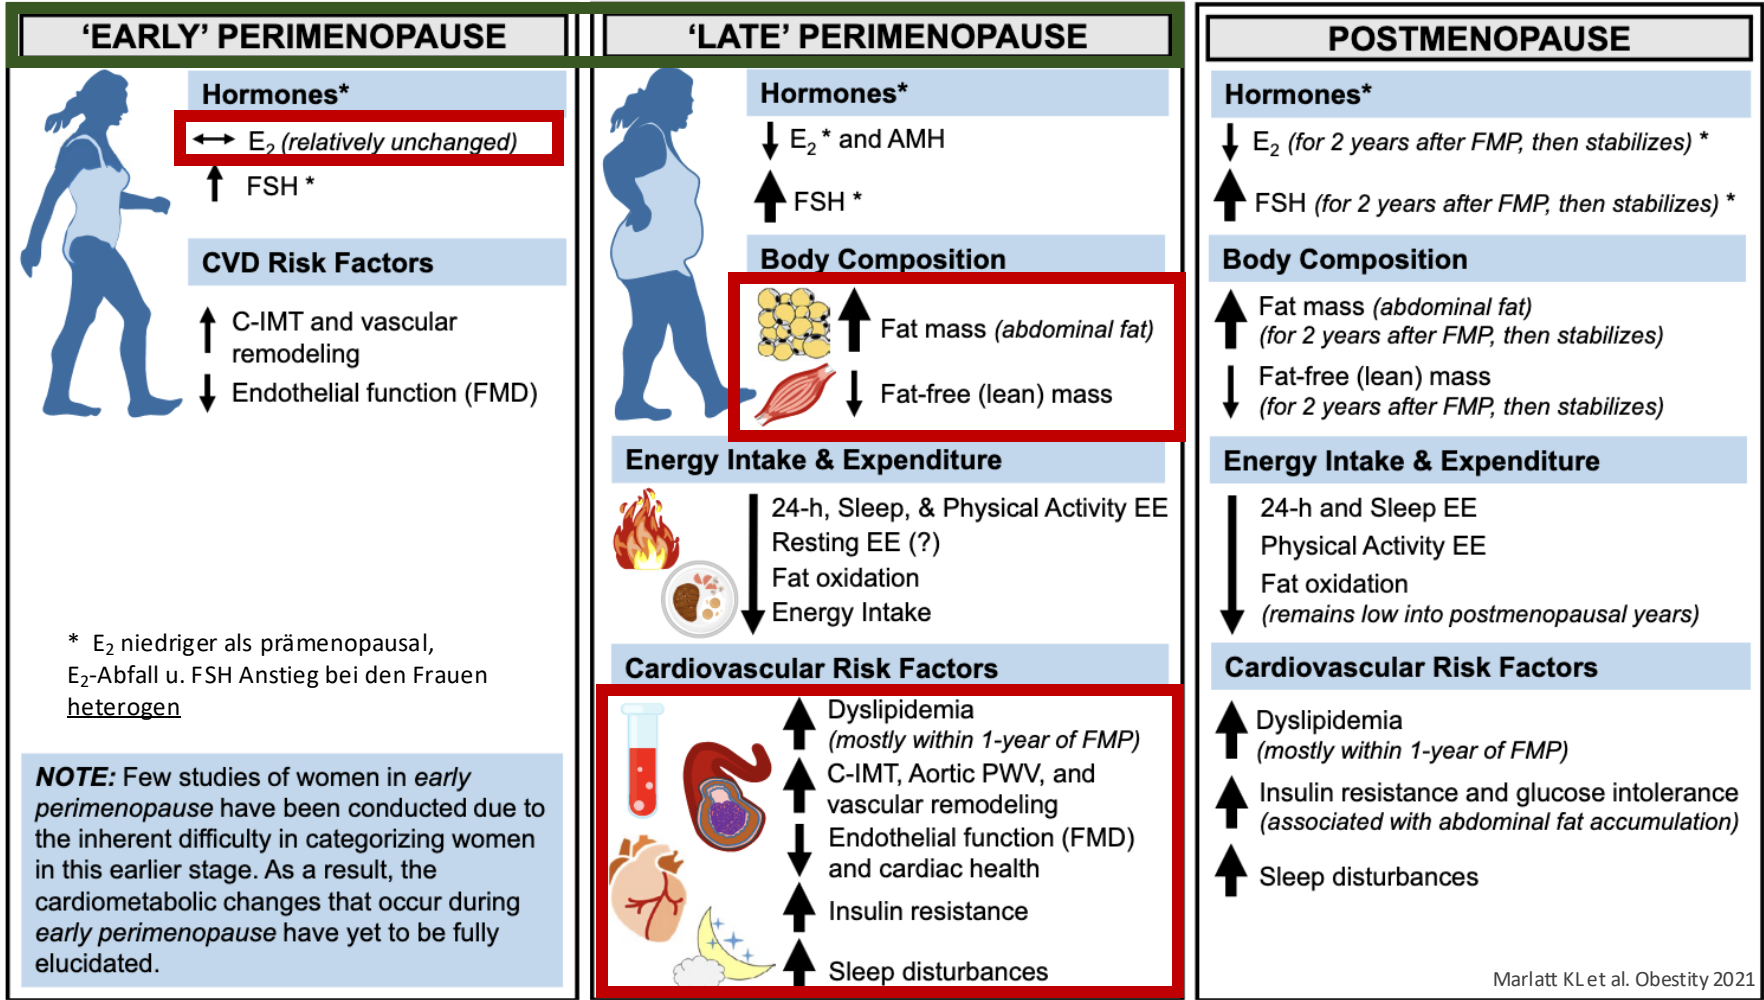 ‘EARLY’ PERIMENOPAUSE
Hormones*
E₂ (relatively unchanged)
FSH *
CVD Risk Factors
C-IMT and vascular
remodeling
Endothelial function (FMD)
* E₂ niedriger als prämenopausal,
E₂-Abfall u. FSH Anstieg bei den Frauen
heterogen
NOTE: Few studies of women in early
perimenopause have been conducted due to
the inherent difficulty in categorizing women
in this earlier stage. As a result, the
cardiometabolic changes that occur during
early perimenopause have yet to be fully
elucidated.
‘LATE’ PERIMENOPAUSE
Hormones*
E₂ * and AMH
FSH *
Body Composition
Fat mass (abdominal fat)
Fat-free (lean) mass
Energy Intake & Expenditure
24-h, Sleep, & Physical Activity EE
Resting EE (?)
Fat oxidation
Energy Intake
Cardiovascular Risk Factors
Dyslipidemia
(mostly within 1-year of FMP)
C-IMT, Aortic PWV, and
vascular remodeling
Endothelial function (FMD)
and cardiac health
Insulin resistance
Sleep disturbances
POSTMENOPAUSE
Hormones*
E₂ (for 2 years after FMP, then stabilizes) *
FSH (for 2 years after FMP, then stabilizes) *
Body Composition
Fat mass (abdominal fat)
(for 2 years after FMP, then stabilizes)
Fat-free (lean) mass
(for 2 years after FMP, then stabilizes)
Energy Intake & Expenditure
24-h and Sleep EE
Physical Activity EE
Fat oxidation
(remains low into postmenopausal years)
Cardiovascular Risk Factors
Dyslipidemia
(mostly within 1-year of FMP)
Insulin resistance and glucose intolerance
(associated with abdominal fat accumulation)
Sleep disturbances
Marlatt KL et al. Obestity 2021